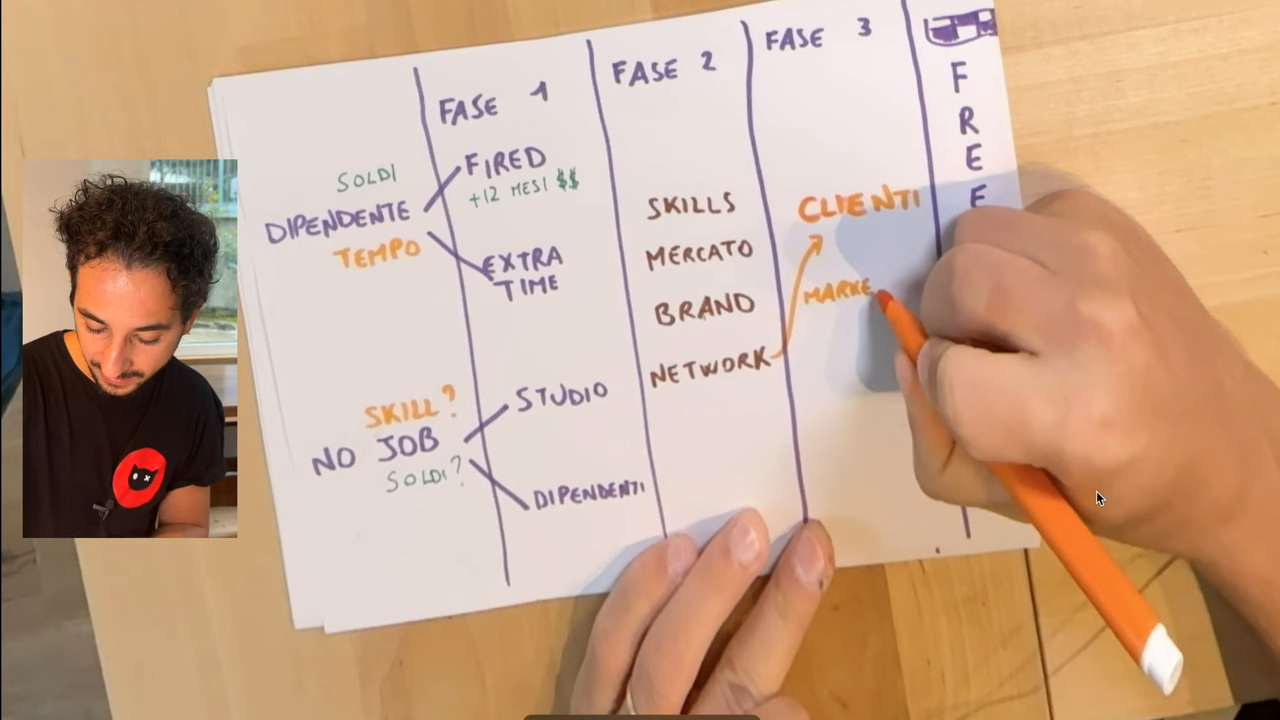 SOLDI
DIPENDENTE
TEMPO
SKILL?
NO JOB
SOLDI?
FASE 1
FIRED
+12 MESI $$
EXTRA
TIME
STUDIO
DIPENDENTI
FASE 2
SKILLS
MERCATO
BRAND
NETWORK
FASE 3
CLIENTI
MARKE
F
R
E
E